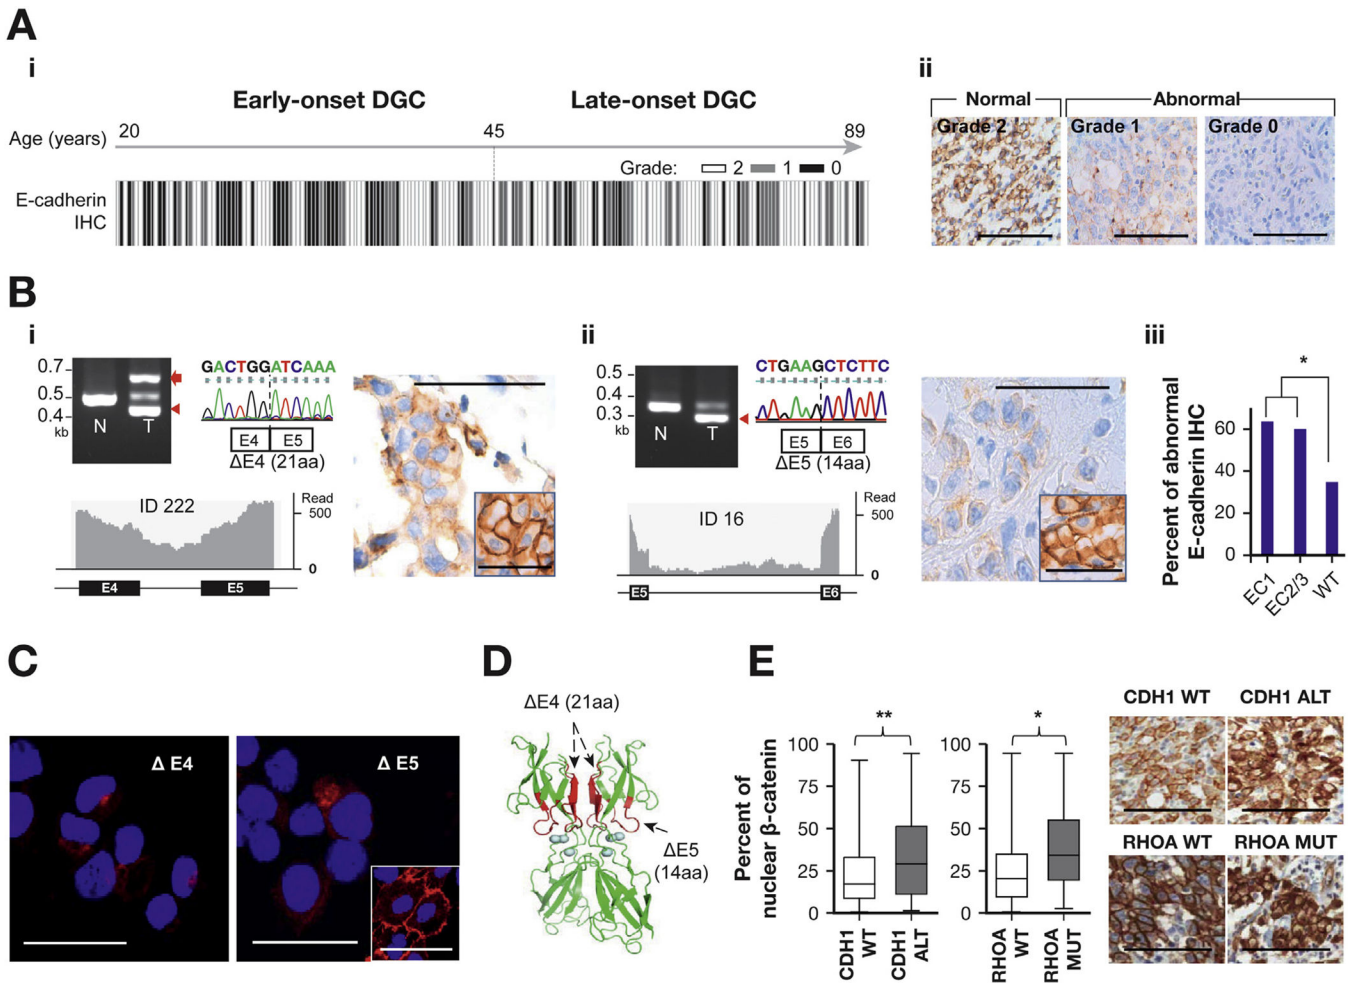 A
i
Early-onset DGC
Late-onset DGC
Age (years)
20
45
89
Grade: 2 1 0
E-cadherin
IHC
ii
Normal
Abnormal
Grade 2
Grade 1
Grade 0
B
i
0.7
0.5
0.4
kb
N
T
GACTGGATCAAA
E4 E5
ΔE4 (21aa)
ID 222
Read
500
0
E4
E5
ii
0.5
0.4
0.3
kb
N
T
CTGAAGCTCTTC
E5 E6
ΔE5 (14aa)
ID 16
Read
500
0
E5
E6
iii
*
Percent of abnormal
E-cadherin IHC
60
40
20
0
EC1
EC2/3
WT
C
Δ E4
Δ E5
D
ΔE4 (21aa)
ΔE5
(14aa)
E
Percent of
nuclear β-catenin
**
100
75
50
25
0
CDH1
WT
CDH1
ALT
*
100
75
50
25
0
RHOA
WT
RHOA
MUT
CDH1 WT
CDH1 ALT
RHOA WT
RHOA MUT